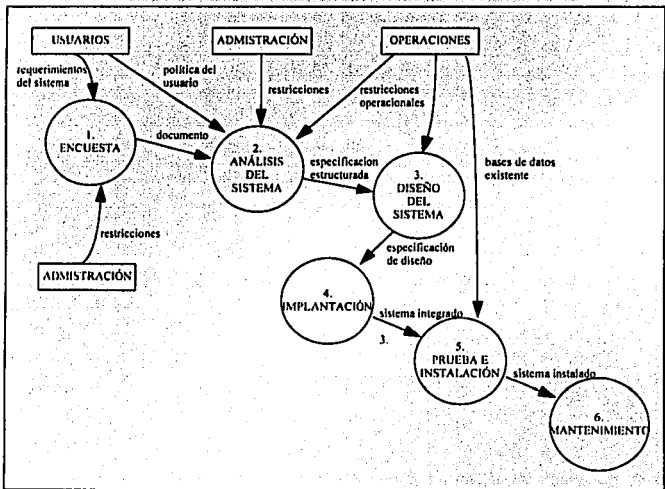 USUARIOS
ADMISTRACIÓN
OPERACIONES
requerimientos
del sistema
política del
usuario
restricciones
restricciones
operacionales
1.
ENCUESTA
documento
2.
ANÁLISIS
DEL
SISTEMA
especificacion
estructurada
3.
DISEÑO
DEL
SISTEMA
bases de datos
existente
restricciones
ADMISTRACIÓN
especificación
de diseño
4.
IMPLANTACIÓN
sistema integrado
3.
5.
PRUEBA E
INSTALACIÓN
sistema instalado
6.
MANTENIMIENTO